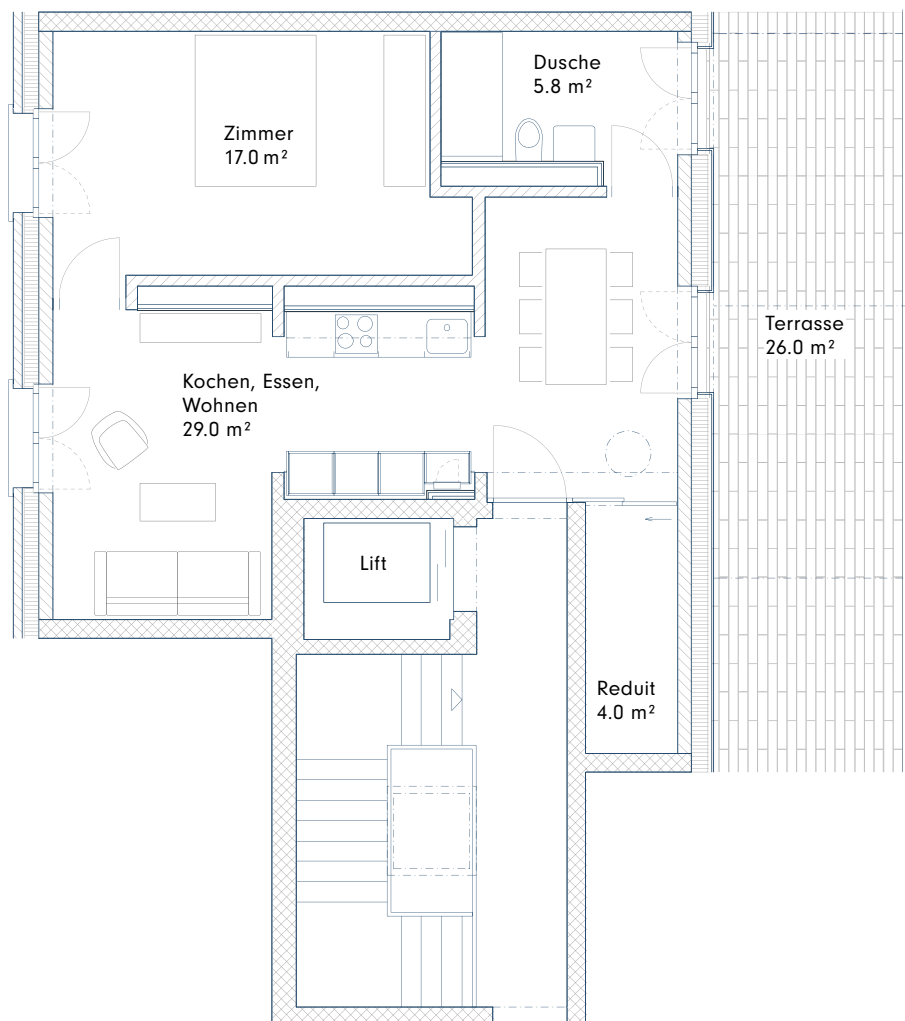 Dusche
5.8 m²
Zimmer
17.0 m²
Terrasse
26.0 m²
Kochen, Essen,
Wohnen
29.0 m²
Lift
Reduit
4.0 m²